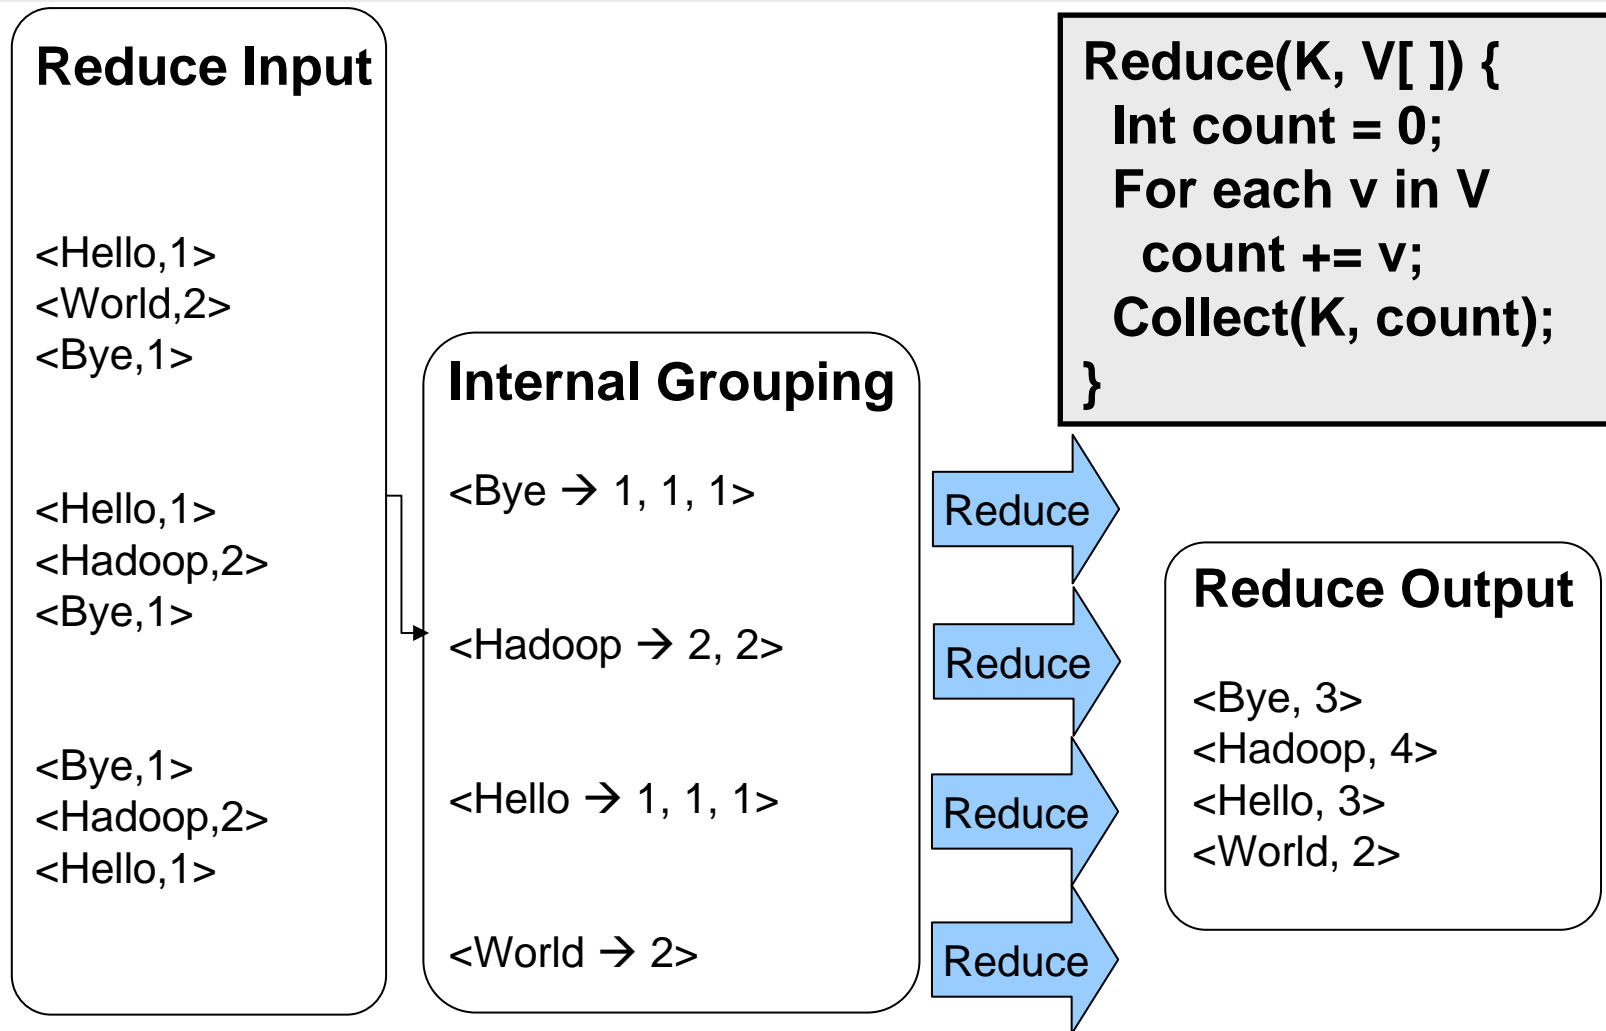 Reduce Input
<Hello,1>
<World,2>
<Bye,1>
<Hello,1>
<Hadoop,2>
<Bye,1>
<Bye,1>
<Hadoop,2>
<Hello,1>
Internal Grouping
<Bye → 1, 1, 1>
<Hadoop → 2, 2>
<Hello → 1, 1, 1>
<World → 2>
Reduce
Reduce
Reduce
Reduce
Reduce(K, V[ ]) {
Int count = 0;
For each v in V
count += v;
Collect(K, count);
}
Reduce Output
<Bye, 3>
<Hadoop, 4>
<Hello, 3>
<World, 2>